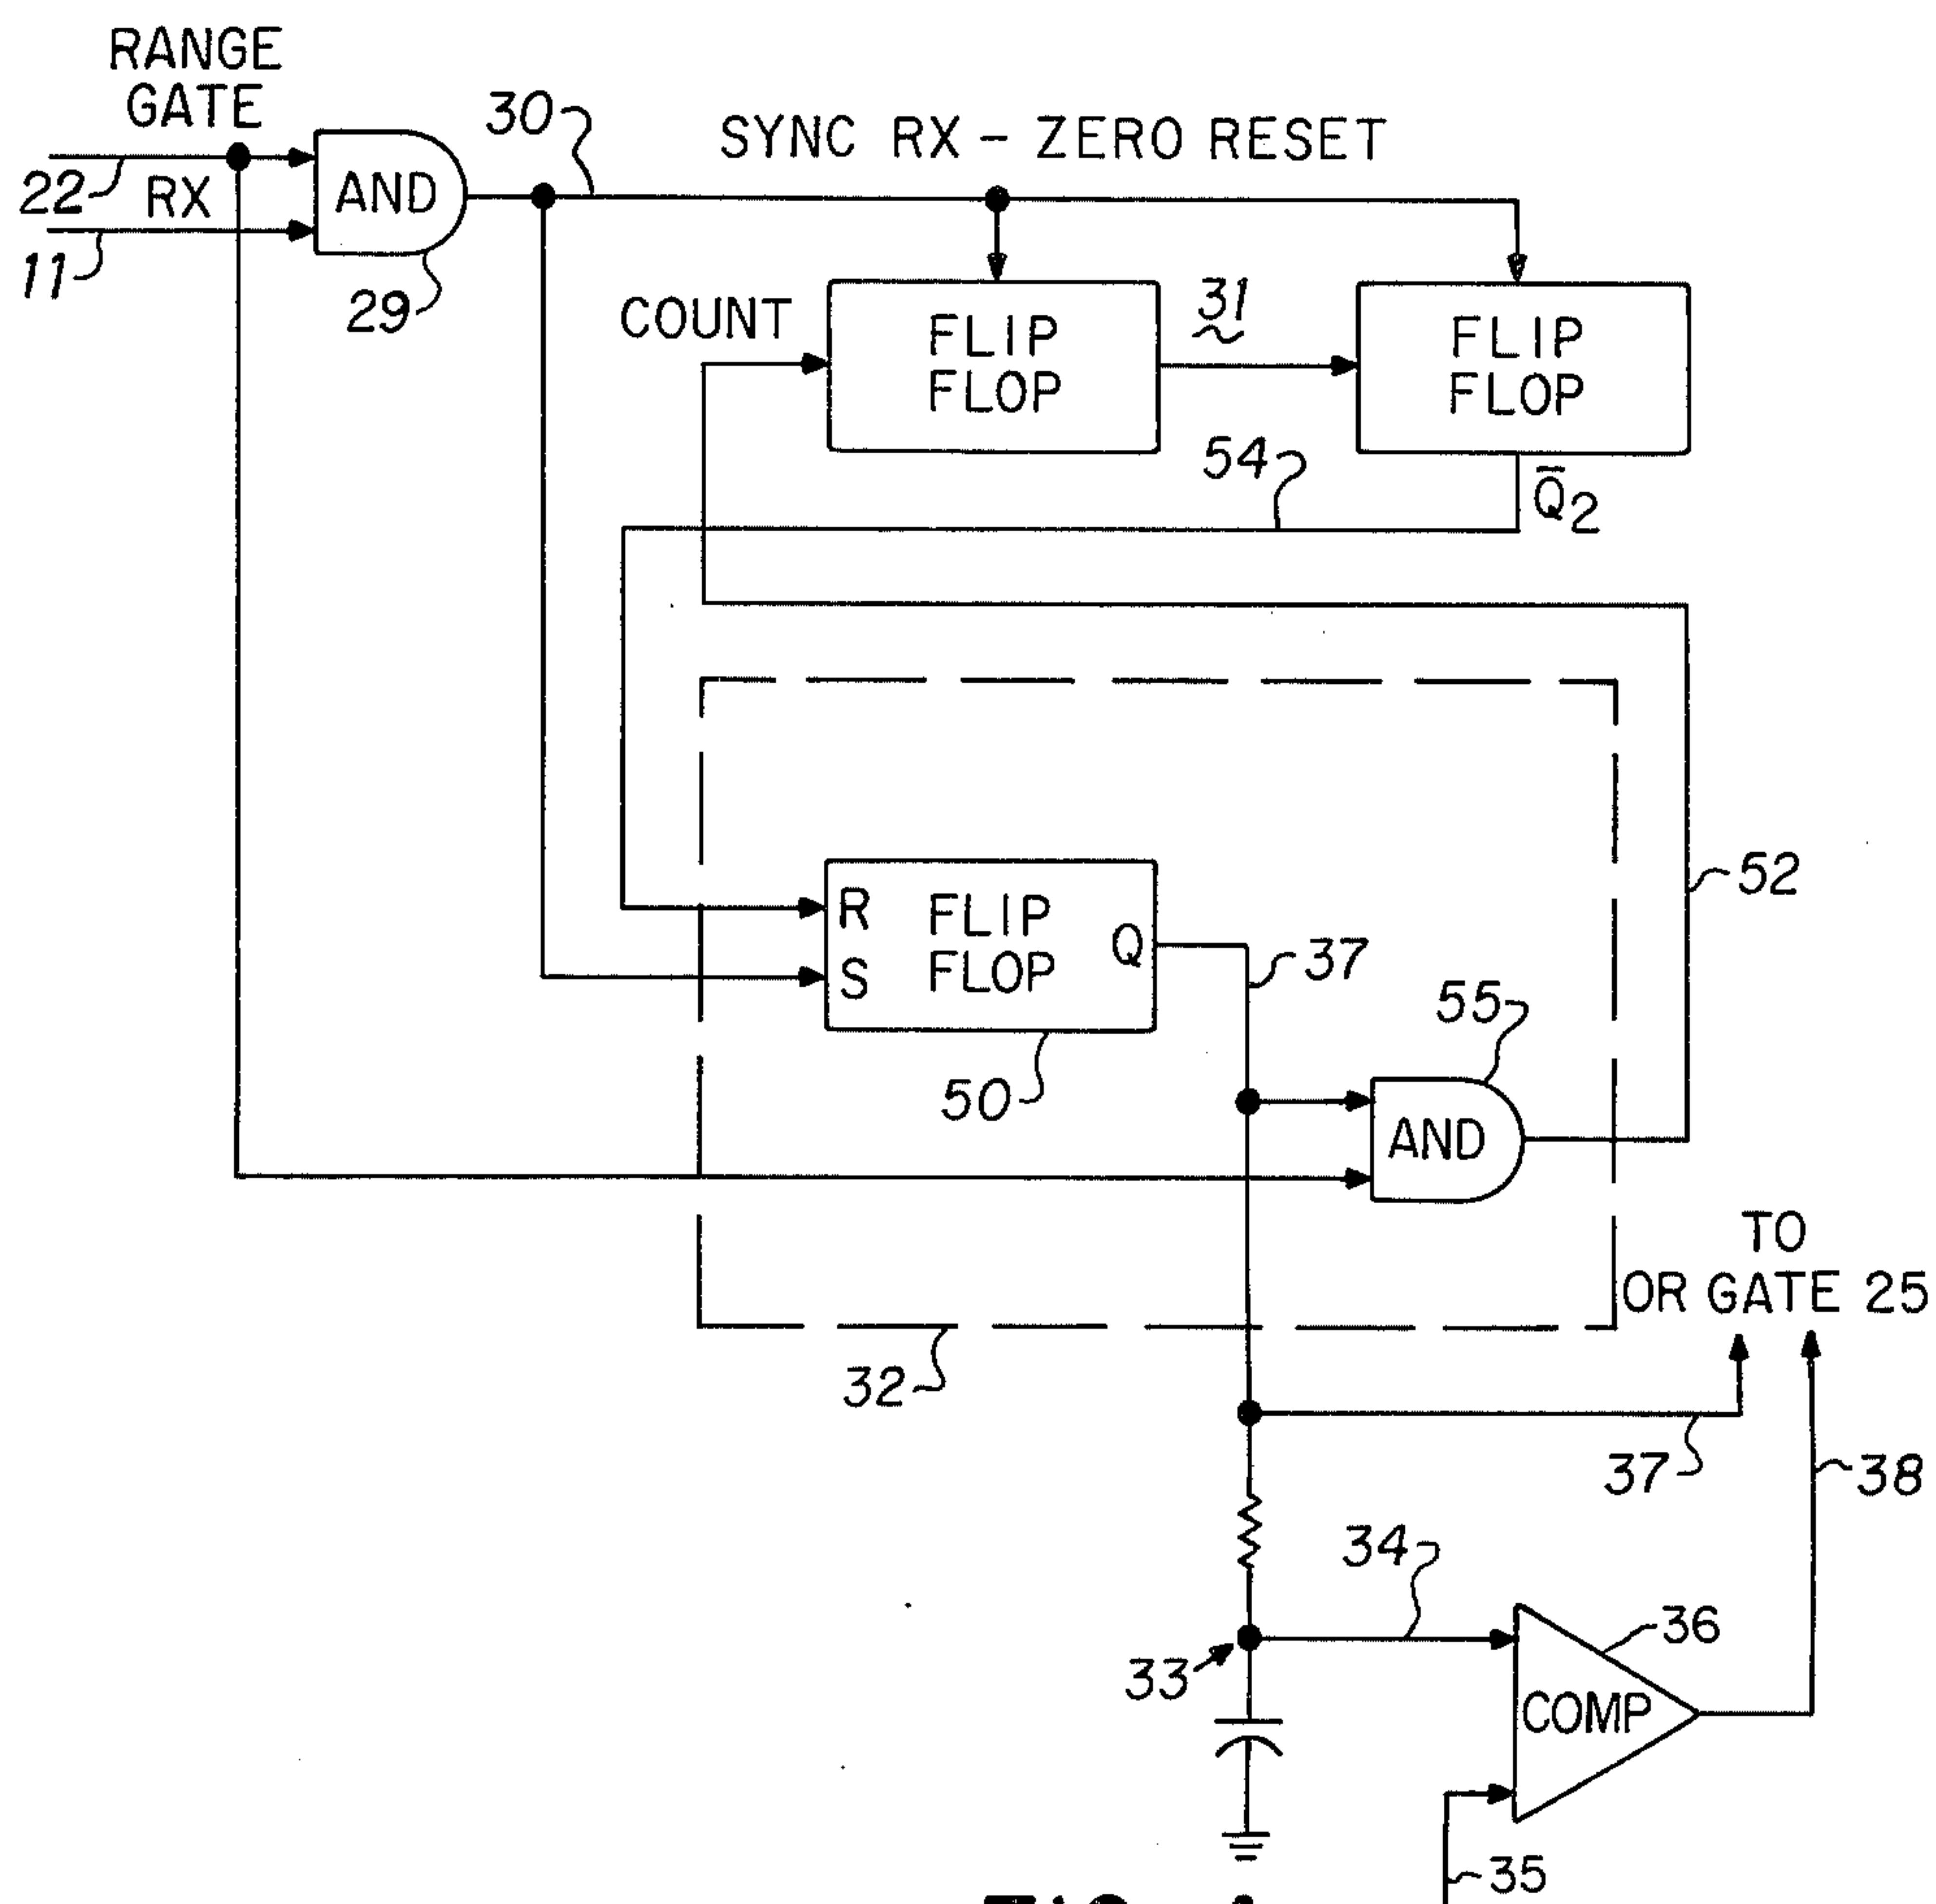 RANGE
GATE
22
RX
11
AND
29
30
SYNC RX - ZERO RESET
COUNT
FLIP
FLOP
31
FLIP
FLOP
54
Q̅2
52
R
S
FLIP
FLOP
Q
50
37
55
AND
32
TO
OR GATE 25
37
38
34
33
36
COMP
35